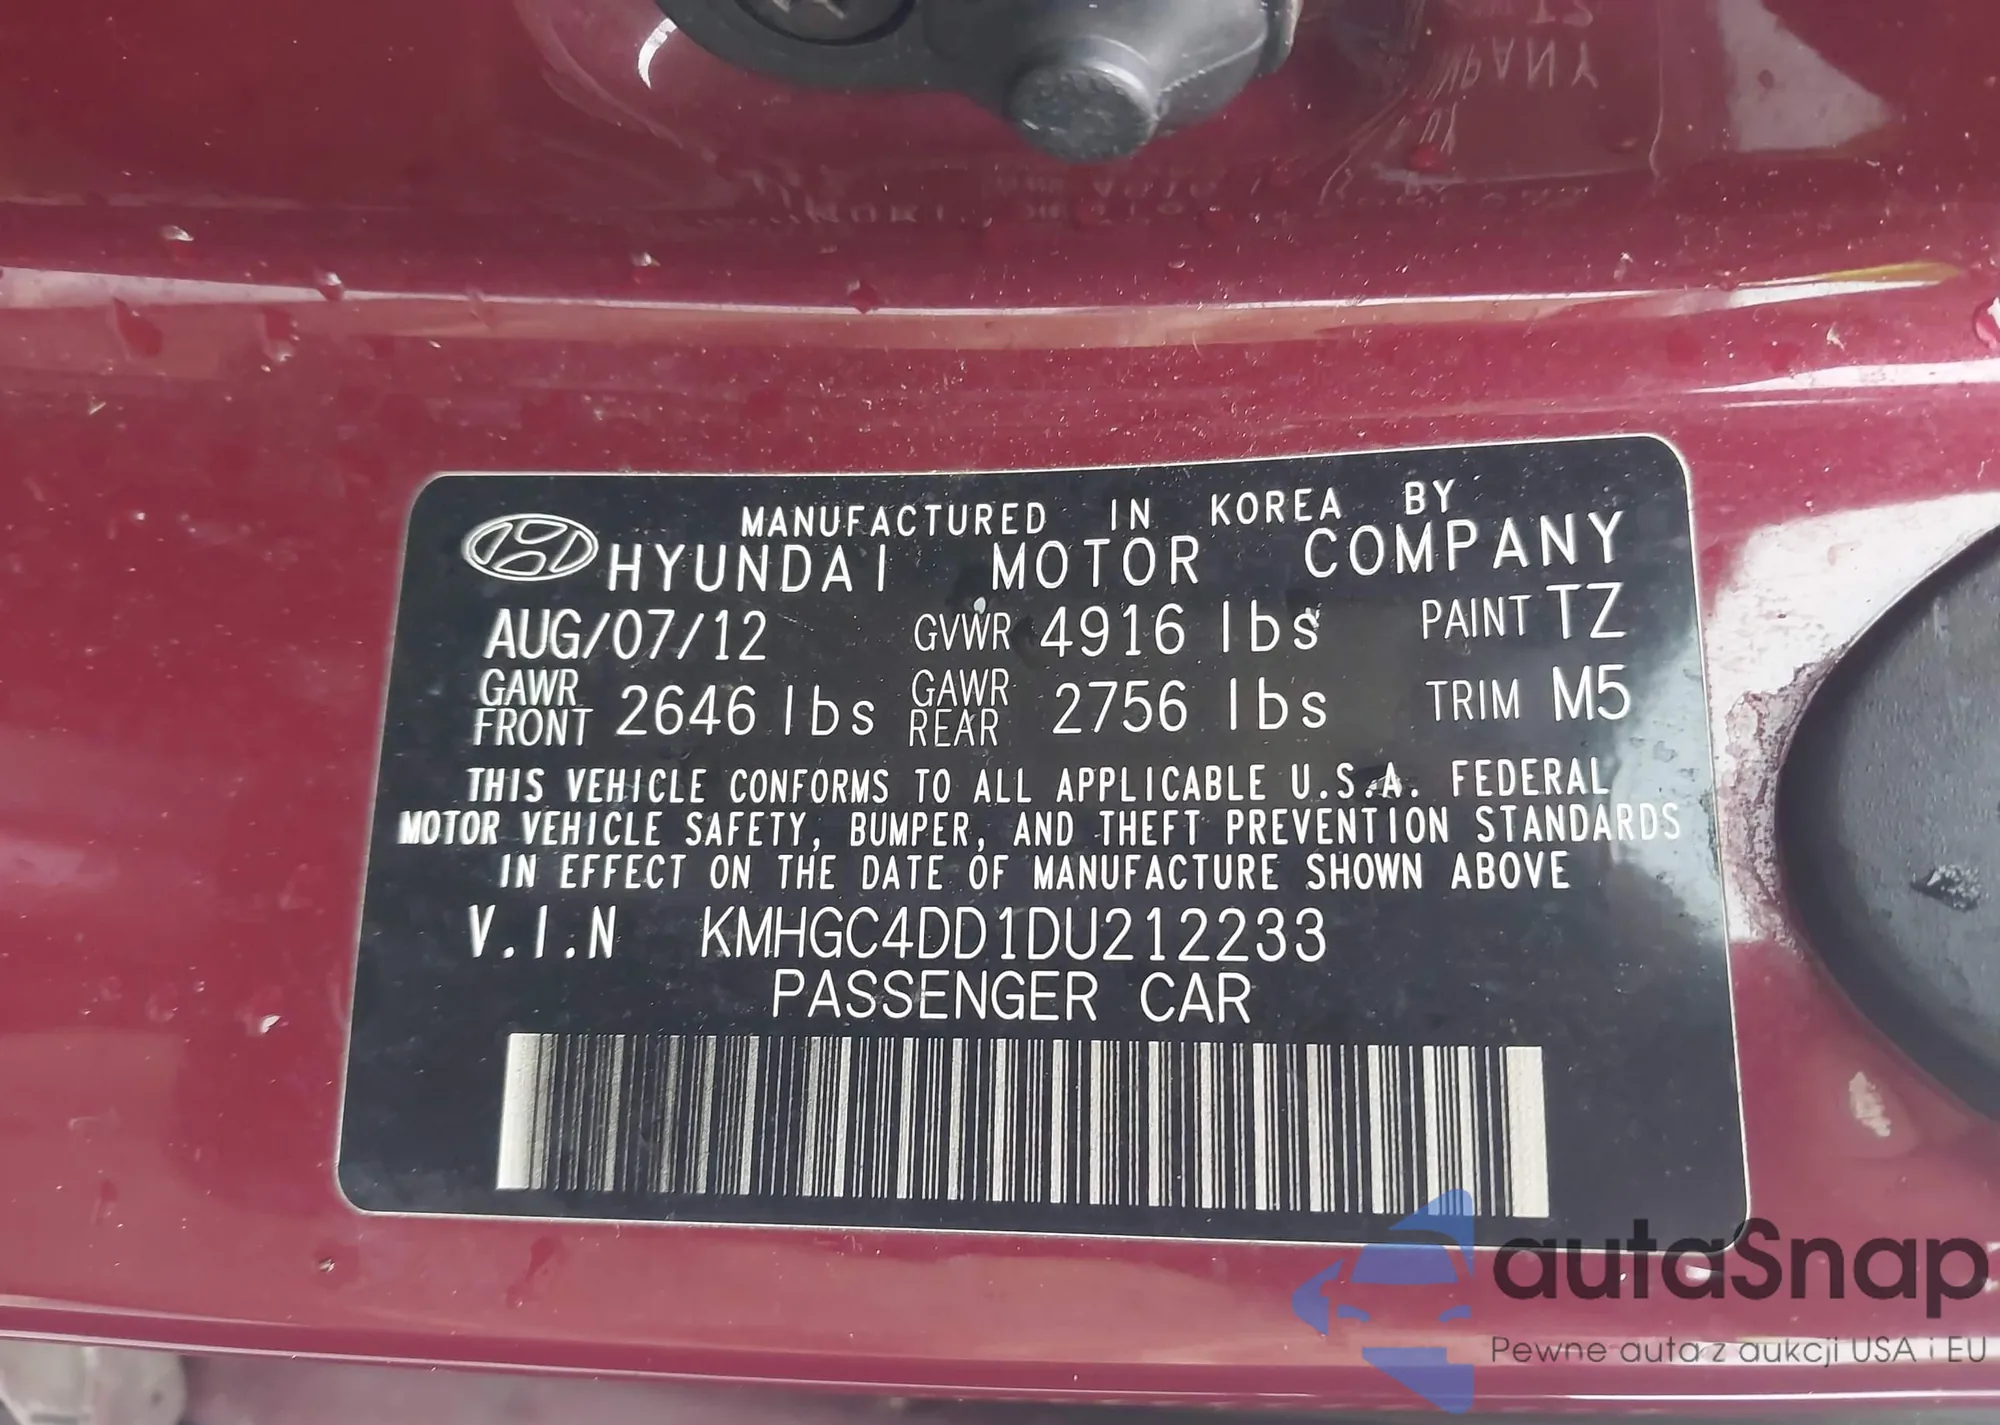 MANUFACTURED IN KOREA BY
HYUNDAI MOTOR COMPANY
AUG/07/12 GVWR 4916 lbs PAINT TZ
GAWR FRONT 2646 lbs GAWR REAR 2756 lbs TRIM M5
THIS VEHICLE CONFORMS TO ALL APPLICABLE U.S.A. FEDERAL
MOTOR VEHICLE SAFETY, BUMPER, AND THEFT PREVENTION STANDARDS
IN EFFECT ON THE DATE OF MANUFACTURE SHOWN ABOVE
V.I.N KMHGC4DD1DU212233
PASSENGER CAR
autaSnap
Pewne auta z aukcji USA i EU